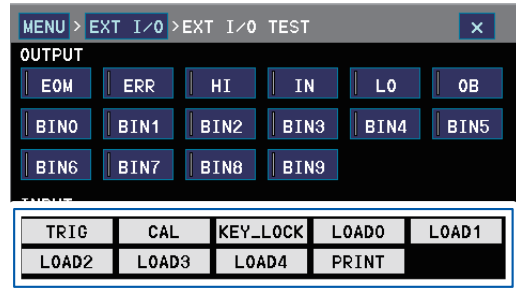 MENU > EXT I/O > EXT I/O TEST ×
OUTPUT
EOM ERR HI IN LO OB
BIN0 BIN1 BIN2 BIN3 BIN4 BIN5
BIN6 BIN7 BIN8 BIN9
INPUT
TRIG CAL KEY_LOCK LOAD0 LOAD1
LOAD2 LOAD3 LOAD4 PRINT